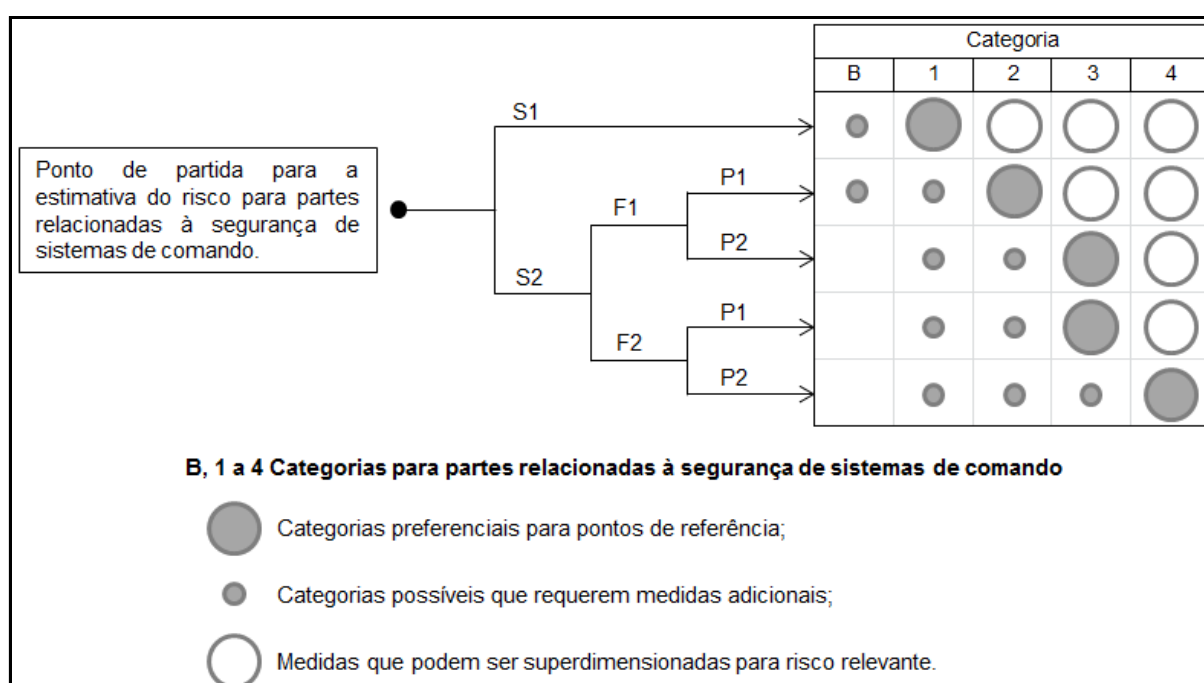 Categoria
B 1 2 3 4
S1
Ponto de partida para a
estimativa do risco para partes
relacionadas à segurança de
sistemas de comando.
P1
F1
P2
S2
P1
F2
P2
B, 1 a 4 Categorias para partes relacionadas à segurança de sistemas de comando
Categorias preferenciais para pontos de referência;
Categorias possíveis que requerem medidas adicionais;
Medidas que podem ser superdimensionadas para risco relevante.